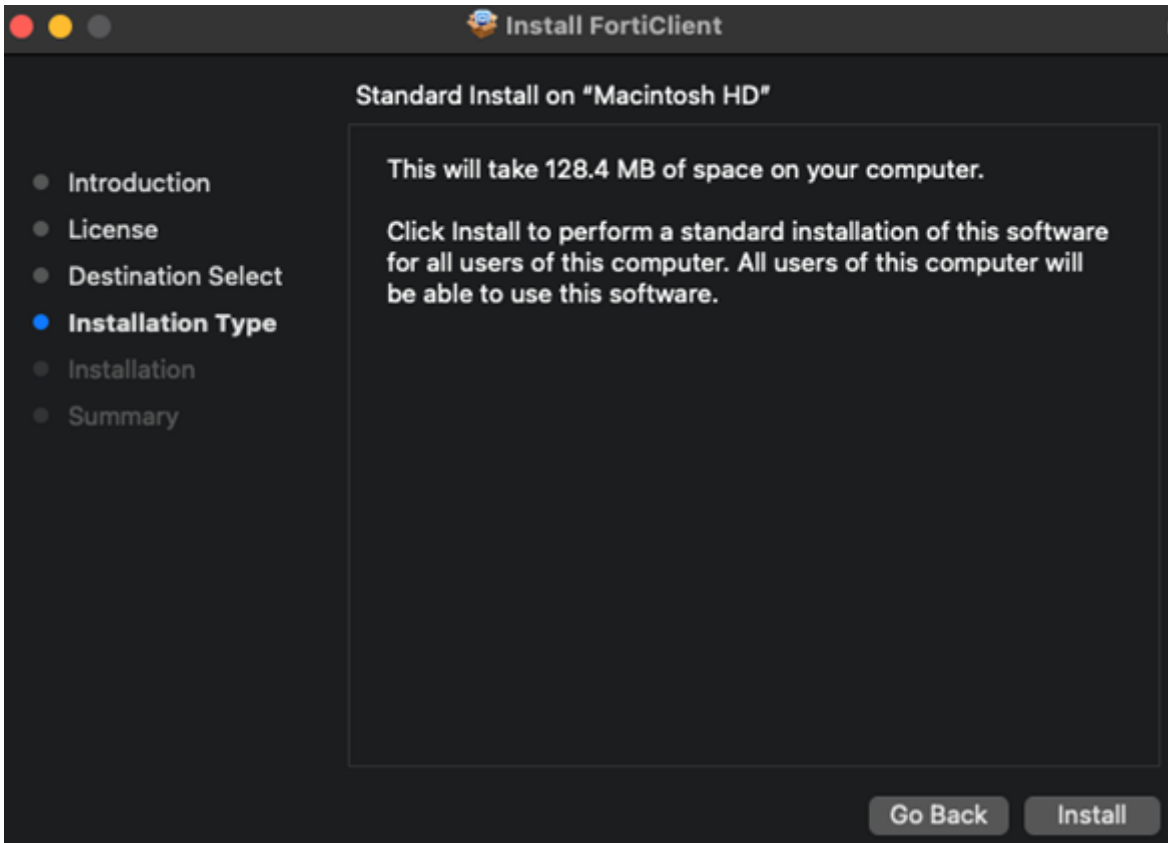 Install FortiClient
Standard Install on “Macintosh HD”
Introduction
License
Destination Select
Installation Type
Installation
Summary
This will take 128.4 MB of space on your computer.
Click Install to perform a standard installation of this software
for all users of this computer. All users of this computer will
be able to use this software.
Go Back
Install